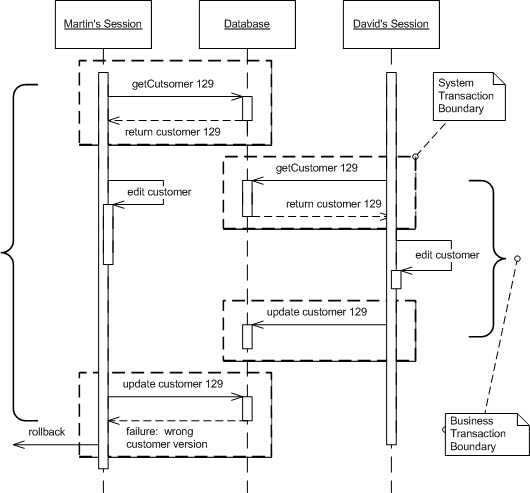 Martin's Session
Database
David's Session
getCutsomer 129
return customer 129
System
Transaction
Boundary
getCustomer 129
edit customer
return customer 129
edit customer
update customer 129
update customer 129
rollback
failure: wrong
customer version
Business
Transaction
Boundary